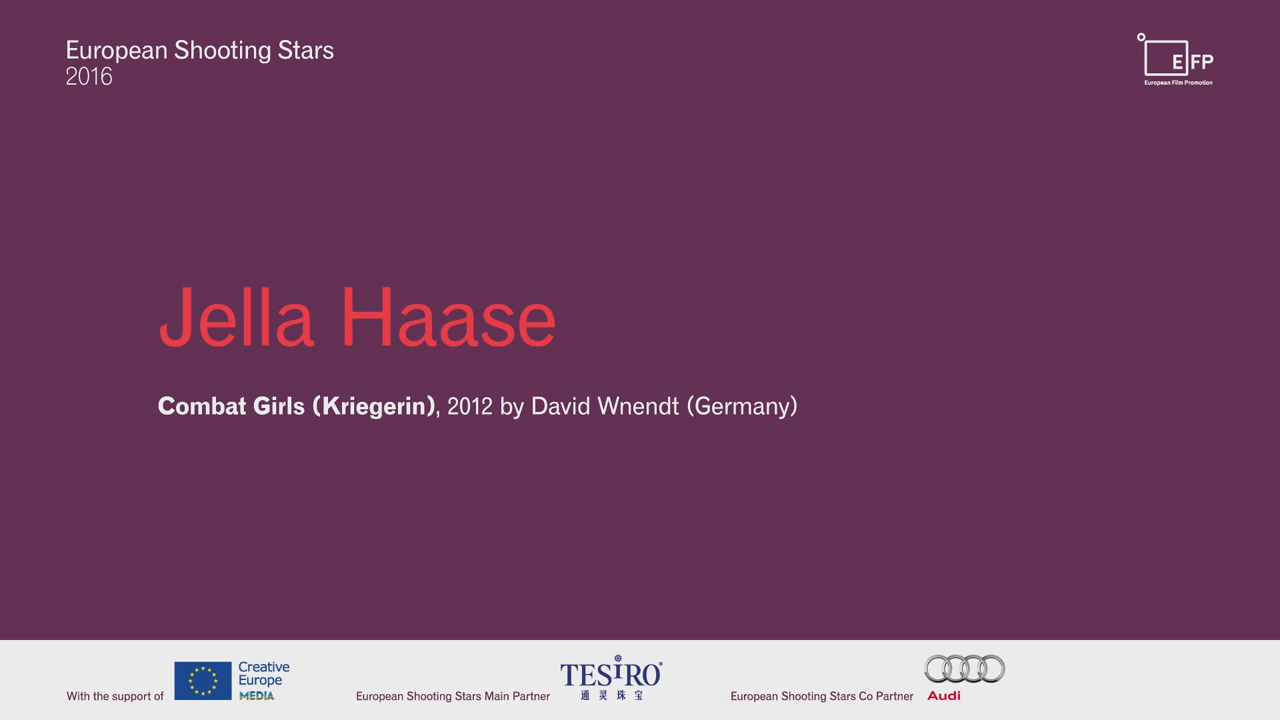 European Shooting Stars
2016
E FP
European Film Promotion
Jella Haase
Combat Girls (Kriegerin), 2012 by David Wnendt (Germany)
With the support of
Creative
Europe
MEDIA
European Shooting Stars Main Partner
TESIRO®
通灵珠宝
European Shooting Stars Co Partner
Audi